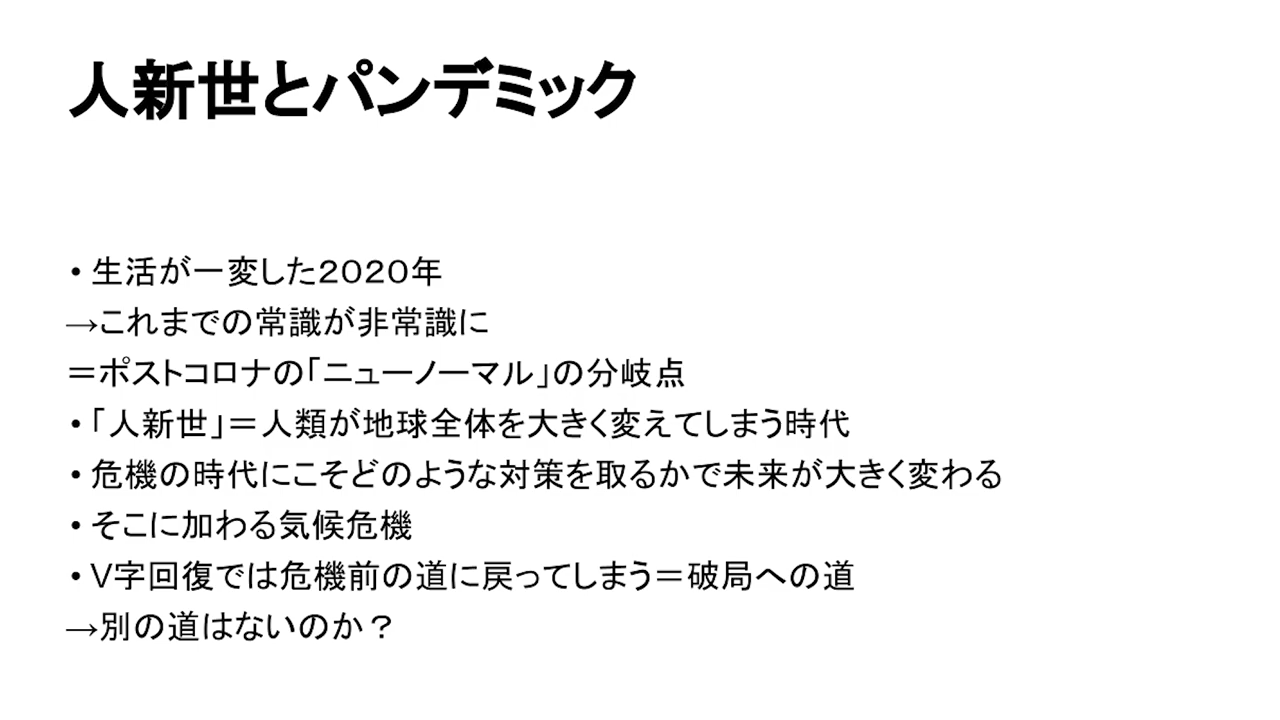 人新世とパンデミック
• 生活が一変した２０２０年
→これまでの常識が非常識に
＝ポストコロナの「ニューノーマル」の分岐点
• 「人新世」＝人類が地球全体を大きく変えてしまう時代
• 危機の時代にこそどのような対策を取るかで未来が大きく変わる
• そこに加わる気候危機
• V字回復では危機前の道に戻ってしまう＝破局への道
→別の道はないのか？